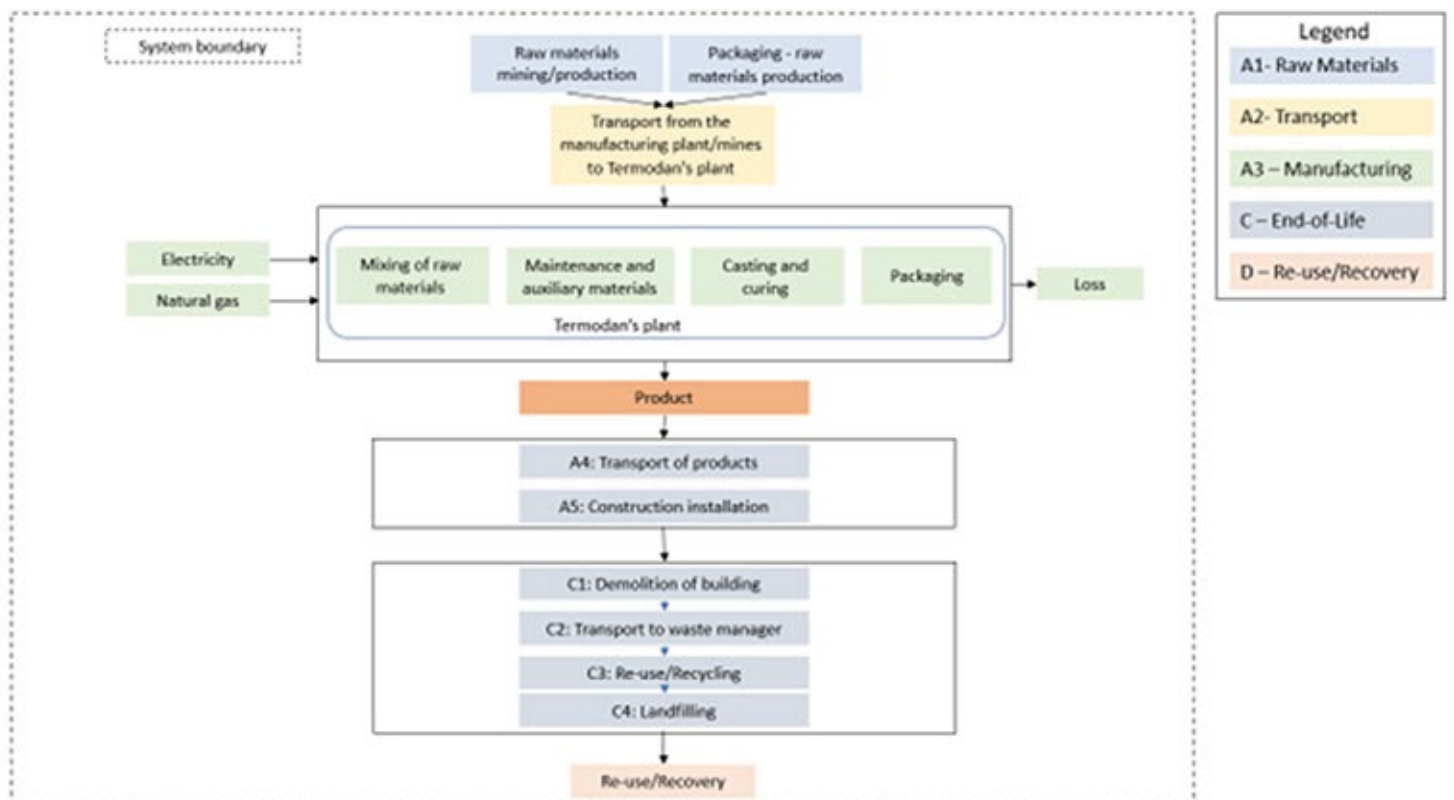 System boundary
Raw materials
mining/production
Packaging - raw
materials production
Transport from the
manufacturing plant/mines
to Termodan's plant
Electricity
Natural gas
Mixing of raw
materials
Maintenance and
auxiliary materials
Casting and
curing
Packaging
Termodan's plant
Loss
Product
A4: Transport of products
A5: Construction installation
C1: Demolition of building
C2: Transport to waste manager
C3: Re-use/Recycling
C4: Landfilling
Re-use/Recovery
Legend
A1- Raw Materials
A2- Transport
A3 – Manufacturing
C – End-of-Life
D – Re-use/Recovery